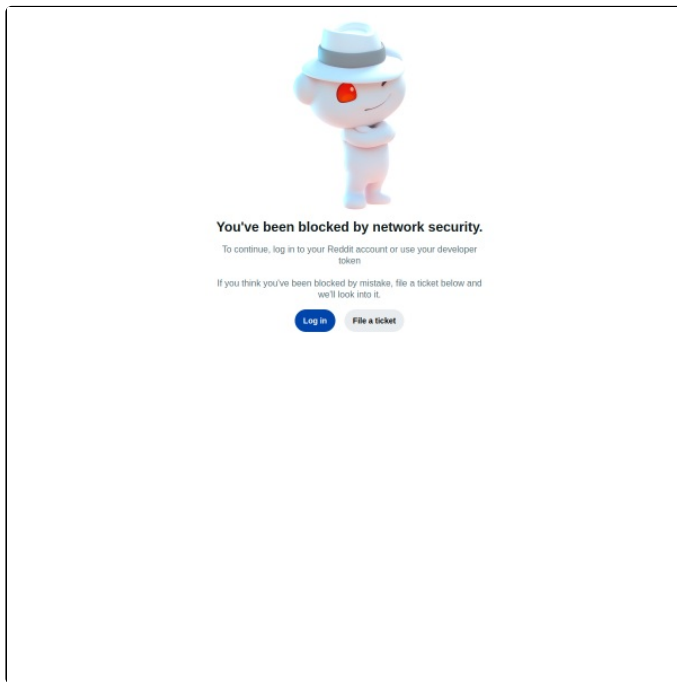 You've been blocked by network security.
To continue, log in to your Reddit account or use your developer
token
If you think you've been blocked by mistake, file a ticket below and
we'll look into it.
Log in
File a ticket